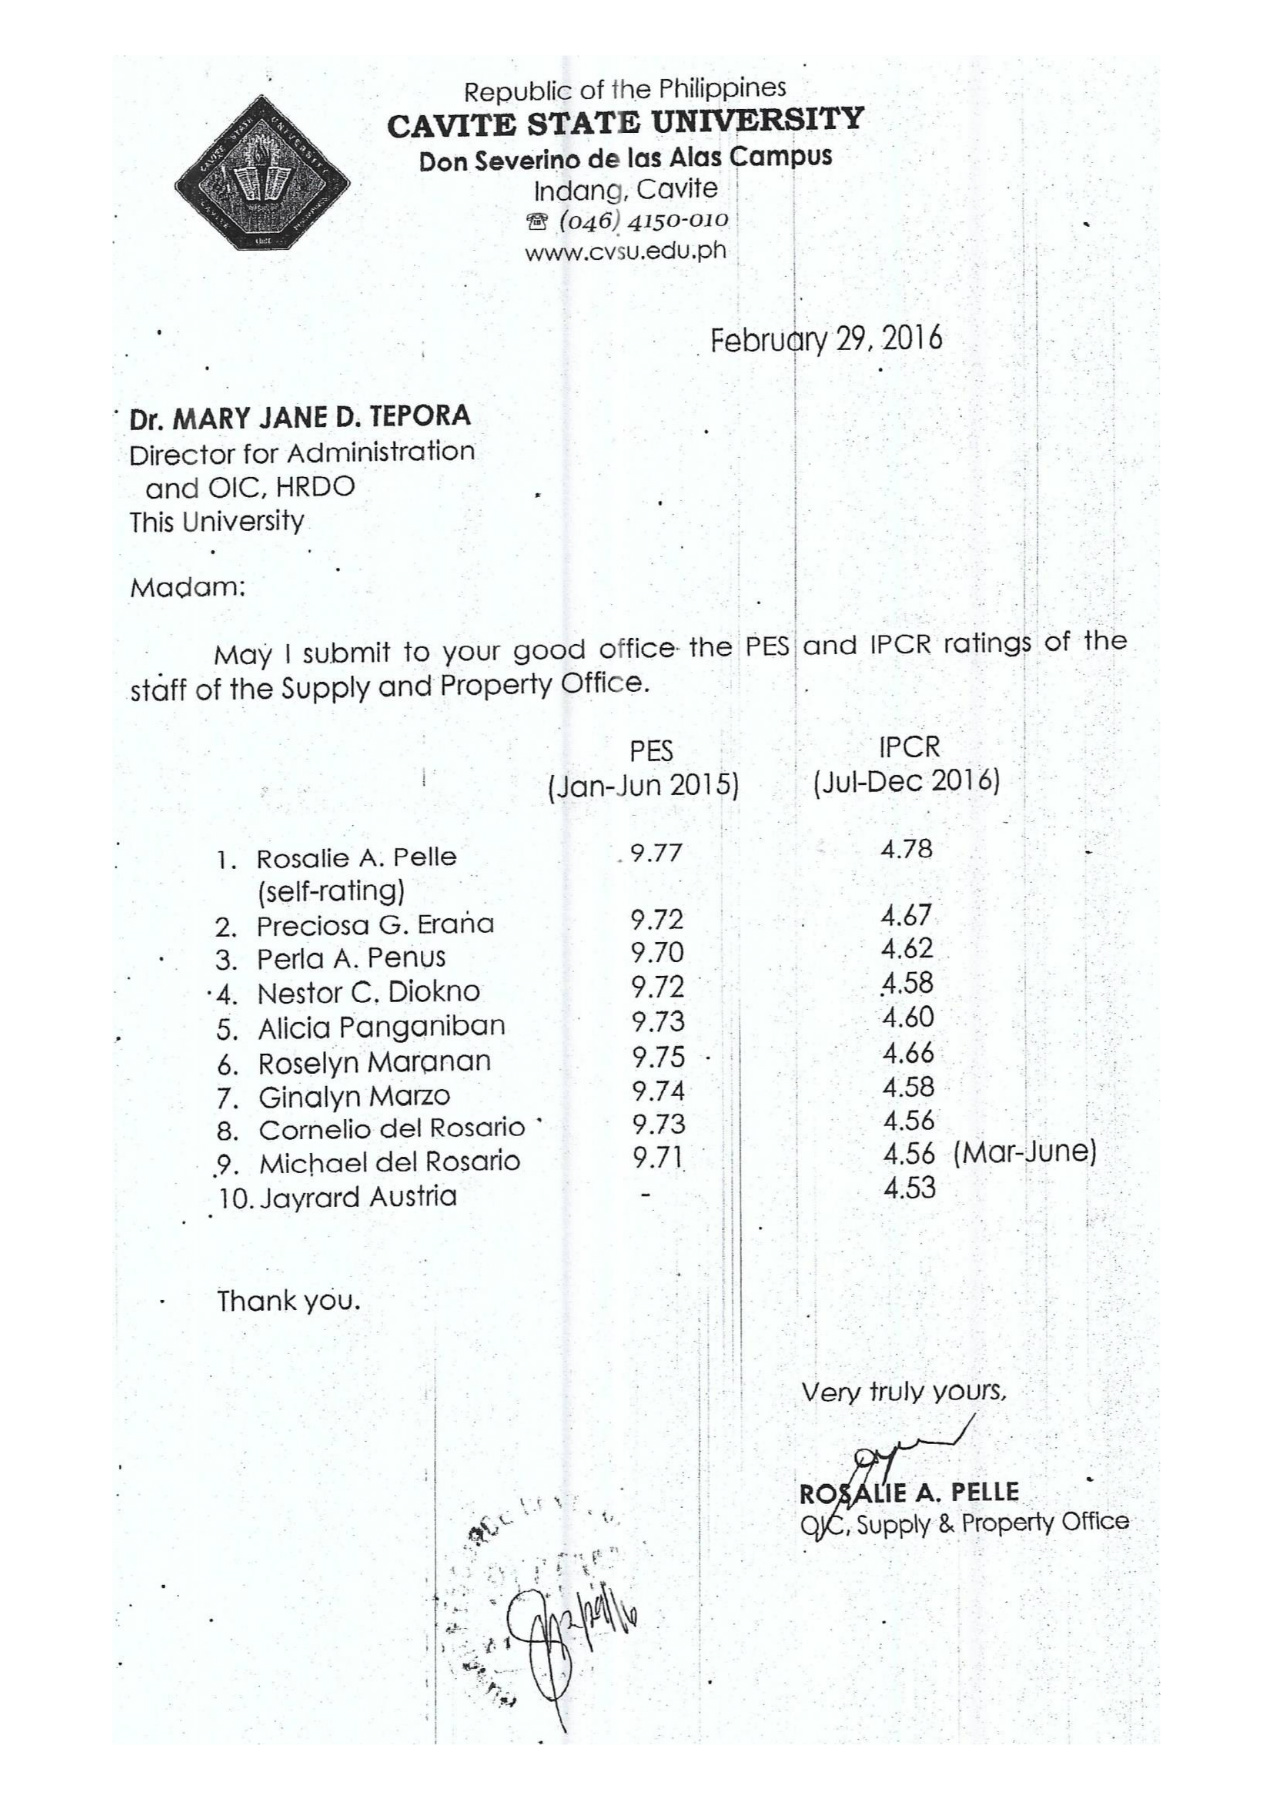 Republic of the Philippines
CAVITE STATE UNIVERSITY
Don Severino de las Alas Campus
Indang, Cavite
☎ (046) 4150-010
www.cvsu.edu.ph
February 29, 2016
Dr. MARY JANE D. TEPORA
Director for Administration
and OIC, HRDO
This University
Madam:
May I submit to your good office the PES and IPCR ratings of the
staff of the Supply and Property Office.
PES IPCR
(Jan-Jun 2015) (Jul-Dec 2016)
1. Rosalie A. Pelle 9.77 4.78
(self-rating)
2. Preciosa G. Eraña 9.72 4.67
3. Perla A. Penus 9.70 4.62
4. Nestor C. Diokno 9.72 4.58
5. Alicia Panganiban 9.73 4.60
6. Roselyn Maranan 9.75 4.66
7. Ginalyn Marzo 9.74 4.58
8. Cornelio del Rosario 9.73 4.56
9. Michael del Rosario 9.71 4.56 (Mar-June)
10. Jayrard Austria - 4.53
Thank you.
Very truly yours,
ROSALIE A. PELLE
OIC, Supply & Property Office
2/29/16